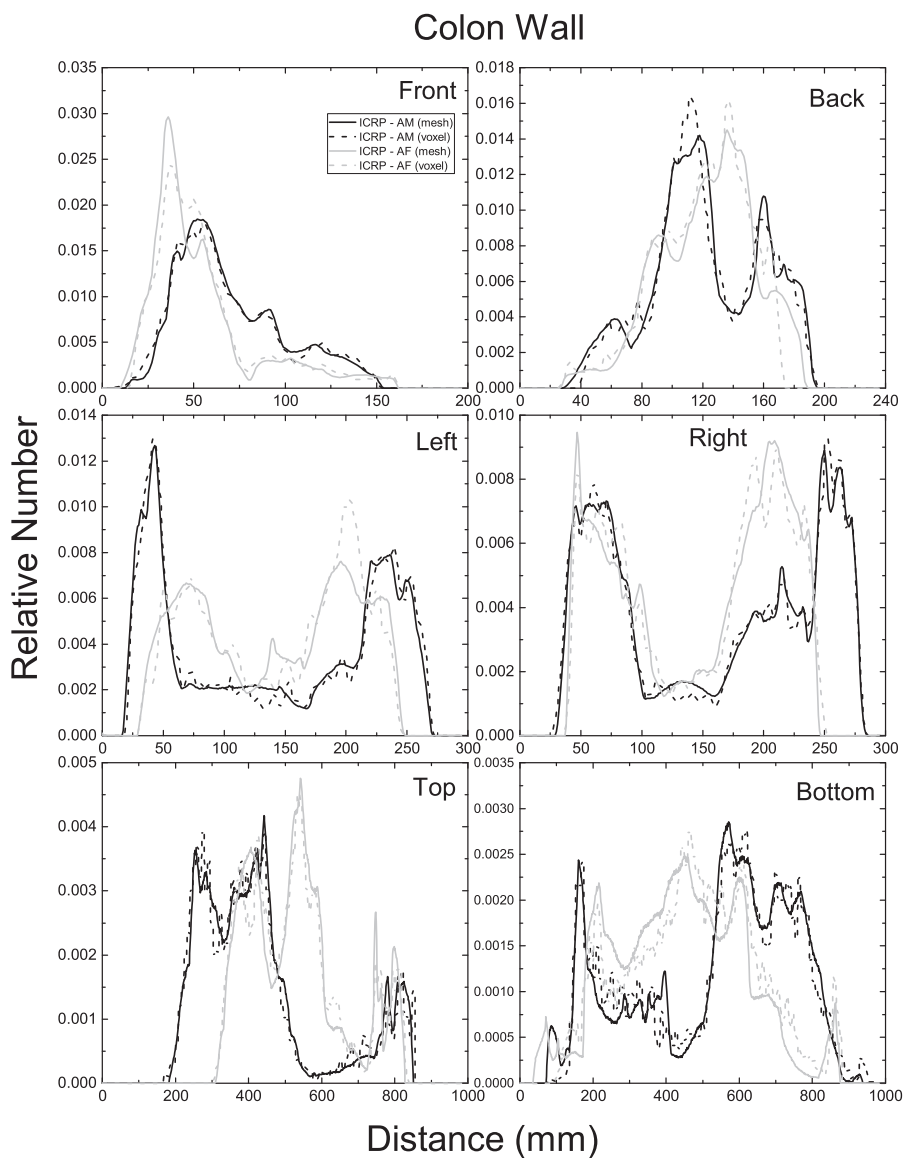 Colon Wall
Relative Number
Front
ICRP - AM (mesh)
ICRP - AM (voxel)
ICRP - AF (mesh)
ICRP - AF (voxel)
0.035
0.030
0.025
0.020
0.015
0.010
0.005
0.000
0 50 100 150 200
Back
0.018
0.016
0.014
0.012
0.010
0.008
0.006
0.004
0.002
0.000
0 40 80 120 160 200 240
Left
0.014
0.012
0.010
0.008
0.006
0.004
0.002
0.000
0 50 100 150 200 250 300
Right
0.010
0.008
0.006
0.004
0.002
0.000
0 50 100 150 200 250 300
Top
0.005
0.004
0.003
0.002
0.001
0.000
0 200 400 600 800 1000
Bottom
0.0035
0.0030
0.0025
0.0020
0.0015
0.0010
0.0005
0.0000
0 200 400 600 800 1000
Distance (mm)